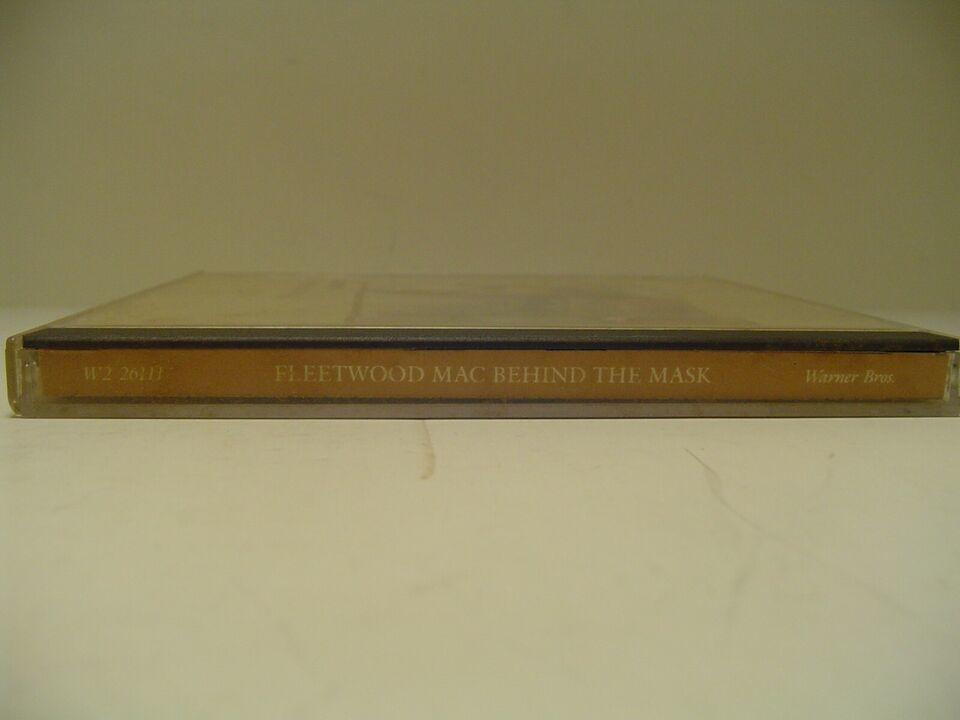 W2 26111 FLEETWOOD MAC BEHIND THE MASK Warner Bros.